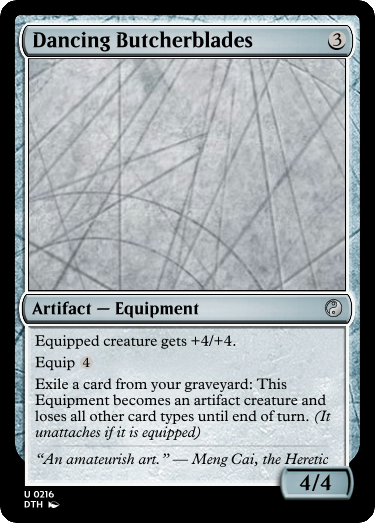 Dancing Butcherblades 3
Artifact — Equipment
Equipped creature gets +4/+4.
Equip 4
Exile a card from your graveyard: This
Equipment becomes an artifact creature and
loses all other card types until end of turn. (It
unattaches if it is equipped)
“An amateurish art.” — Meng Cai, the Heretic
4/4
U 0216
DTH